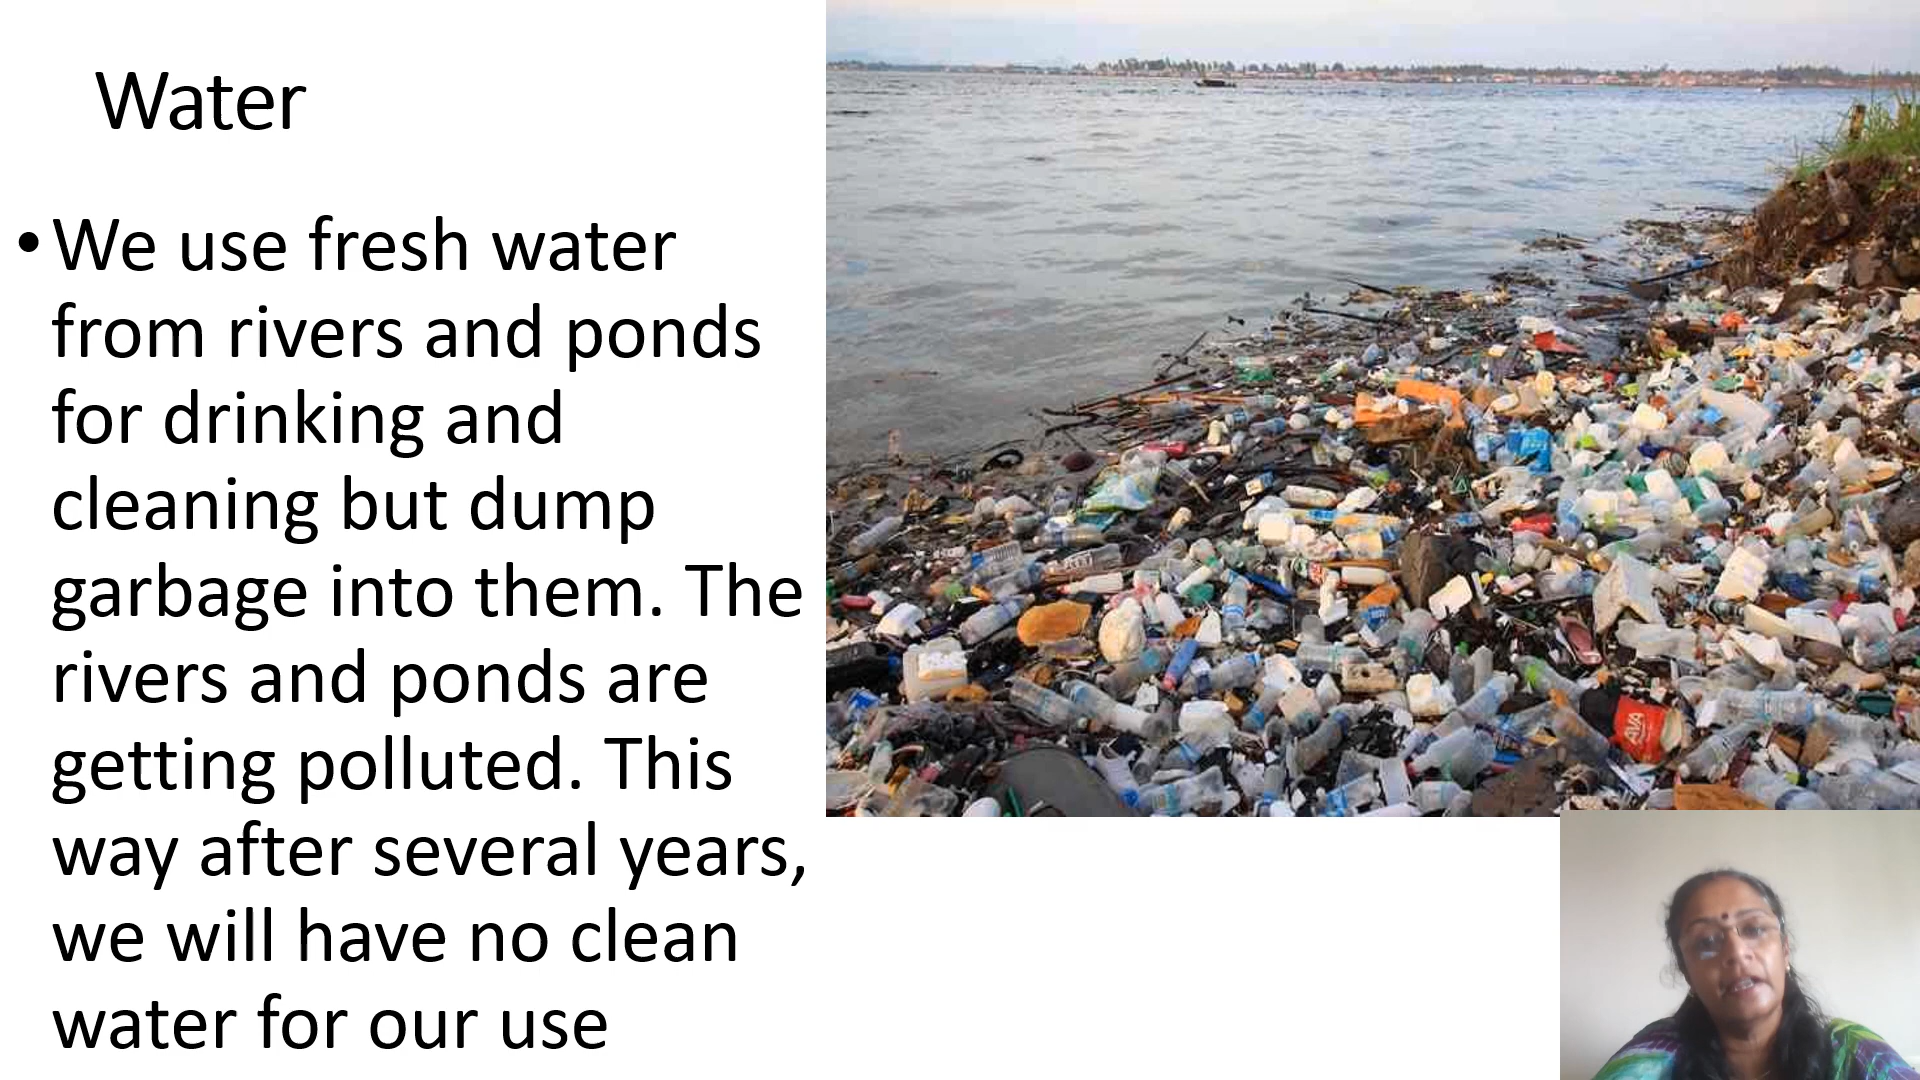 Water
• We use fresh water
from rivers and ponds
for drinking and
cleaning but dump
garbage into them. The
rivers and ponds are
getting polluted. This
way after several years,
we will have no clean
water for our use